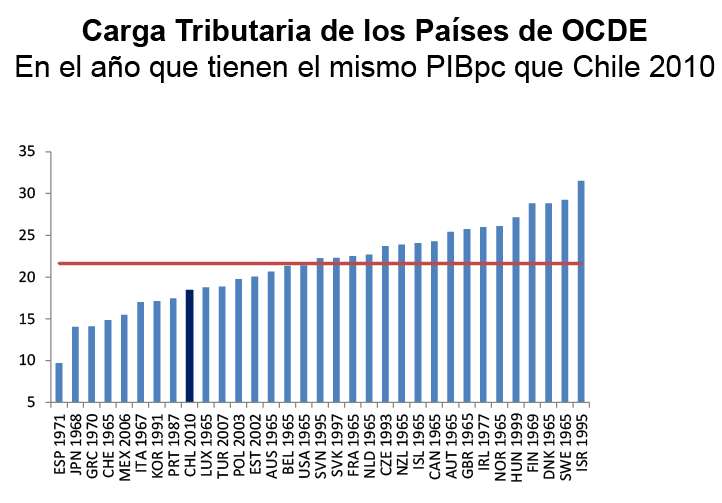 Carga Tributaria de los Países de OCDE
En el año que tienen el mismo PIBpc que Chile 2010
35
30
25
20
15
10
5
ESP 1971
JPN 1968
GRC 1970
CHE 1965
MEX 2006
ITA 1967
KOR 1991
PRT 1987
CHL 2010
LUX 1965
TUR 2007
POL 2003
EST 2002
AUS 1965
BEL 1965
USA 1965
SVN 1995
SVK 1997
FRA 1965
NLD 1965
CZE 1993
NZL 1965
ISL 1965
CAN 1965
AUT 1965
GBR 1965
IRL 1977
NOR 1965
HUN 1999
FIN 1969
DNK 1965
SWE 1965
ISR 1995